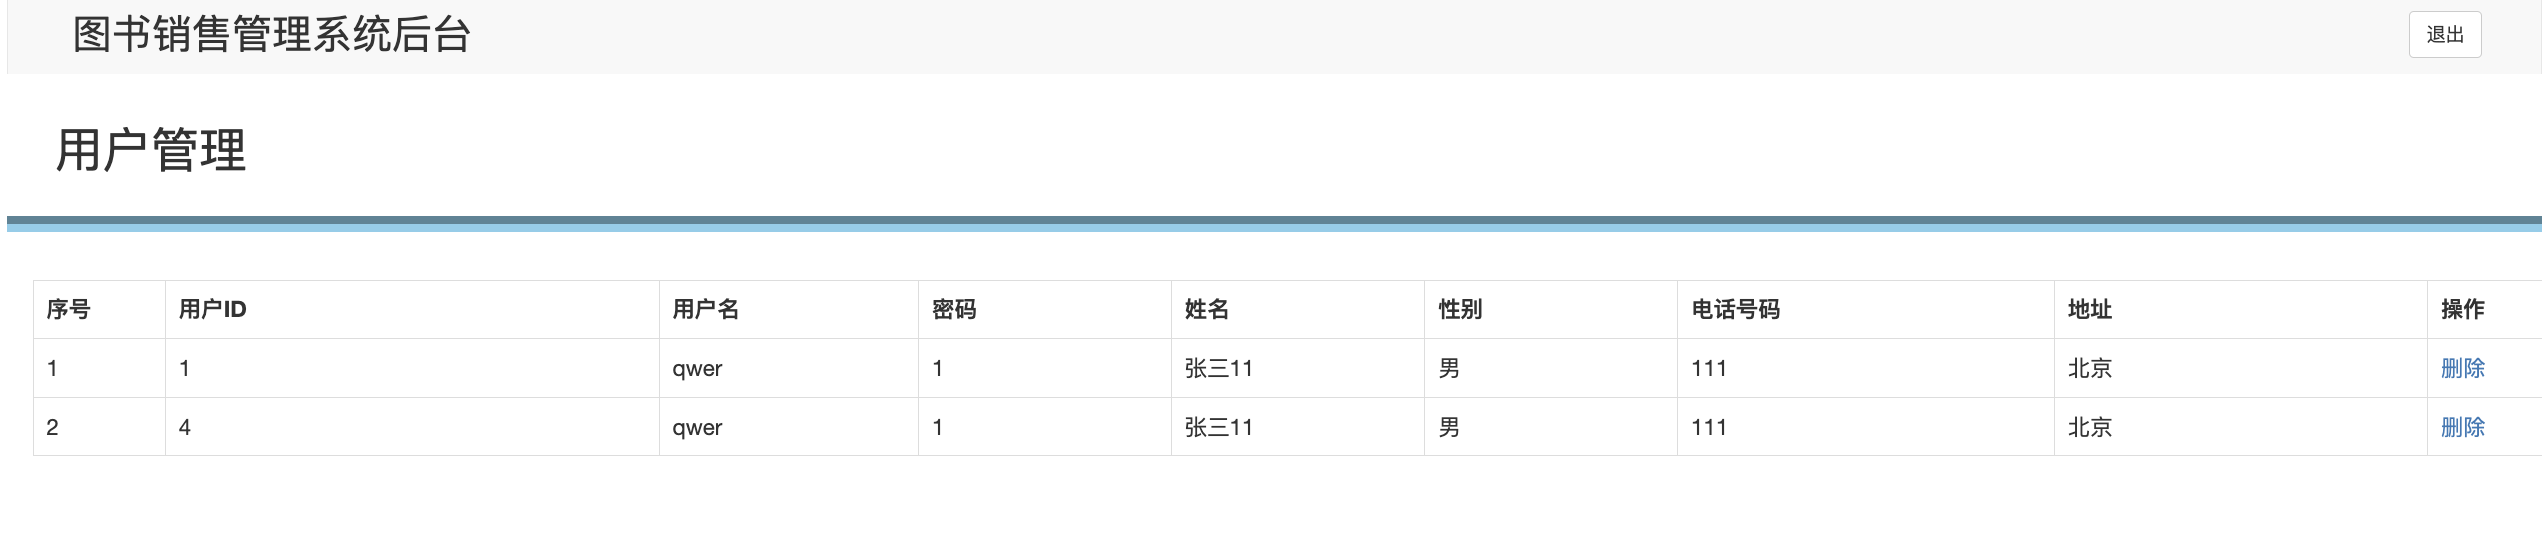 图书销售管理系统后台 退出
用户管理
序号 用户ID 用户名 密码 姓名 性别 电话号码 地址 操作
1 1 qwer 1 张三11 男 111 北京 删除
2 4 qwer 1 张三11 男 111 北京 删除